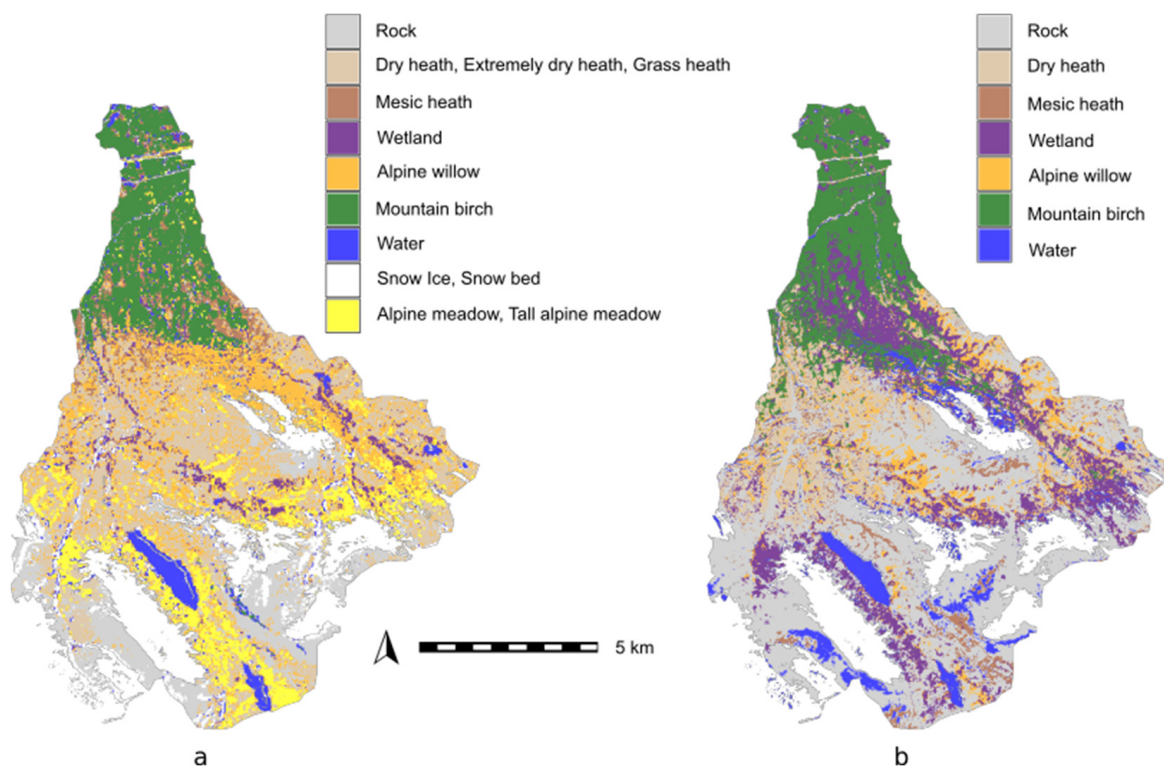 Rock
Dry heath, Extremely dry heath, Grass heath
Mesic heath
Wetland
Alpine willow
Mountain birch
Water
Snow Ice, Snow bed
Alpine meadow, Tall alpine meadow
Rock
Dry heath
Mesic heath
Wetland
Alpine willow
Mountain birch
Water
5 km
a
b